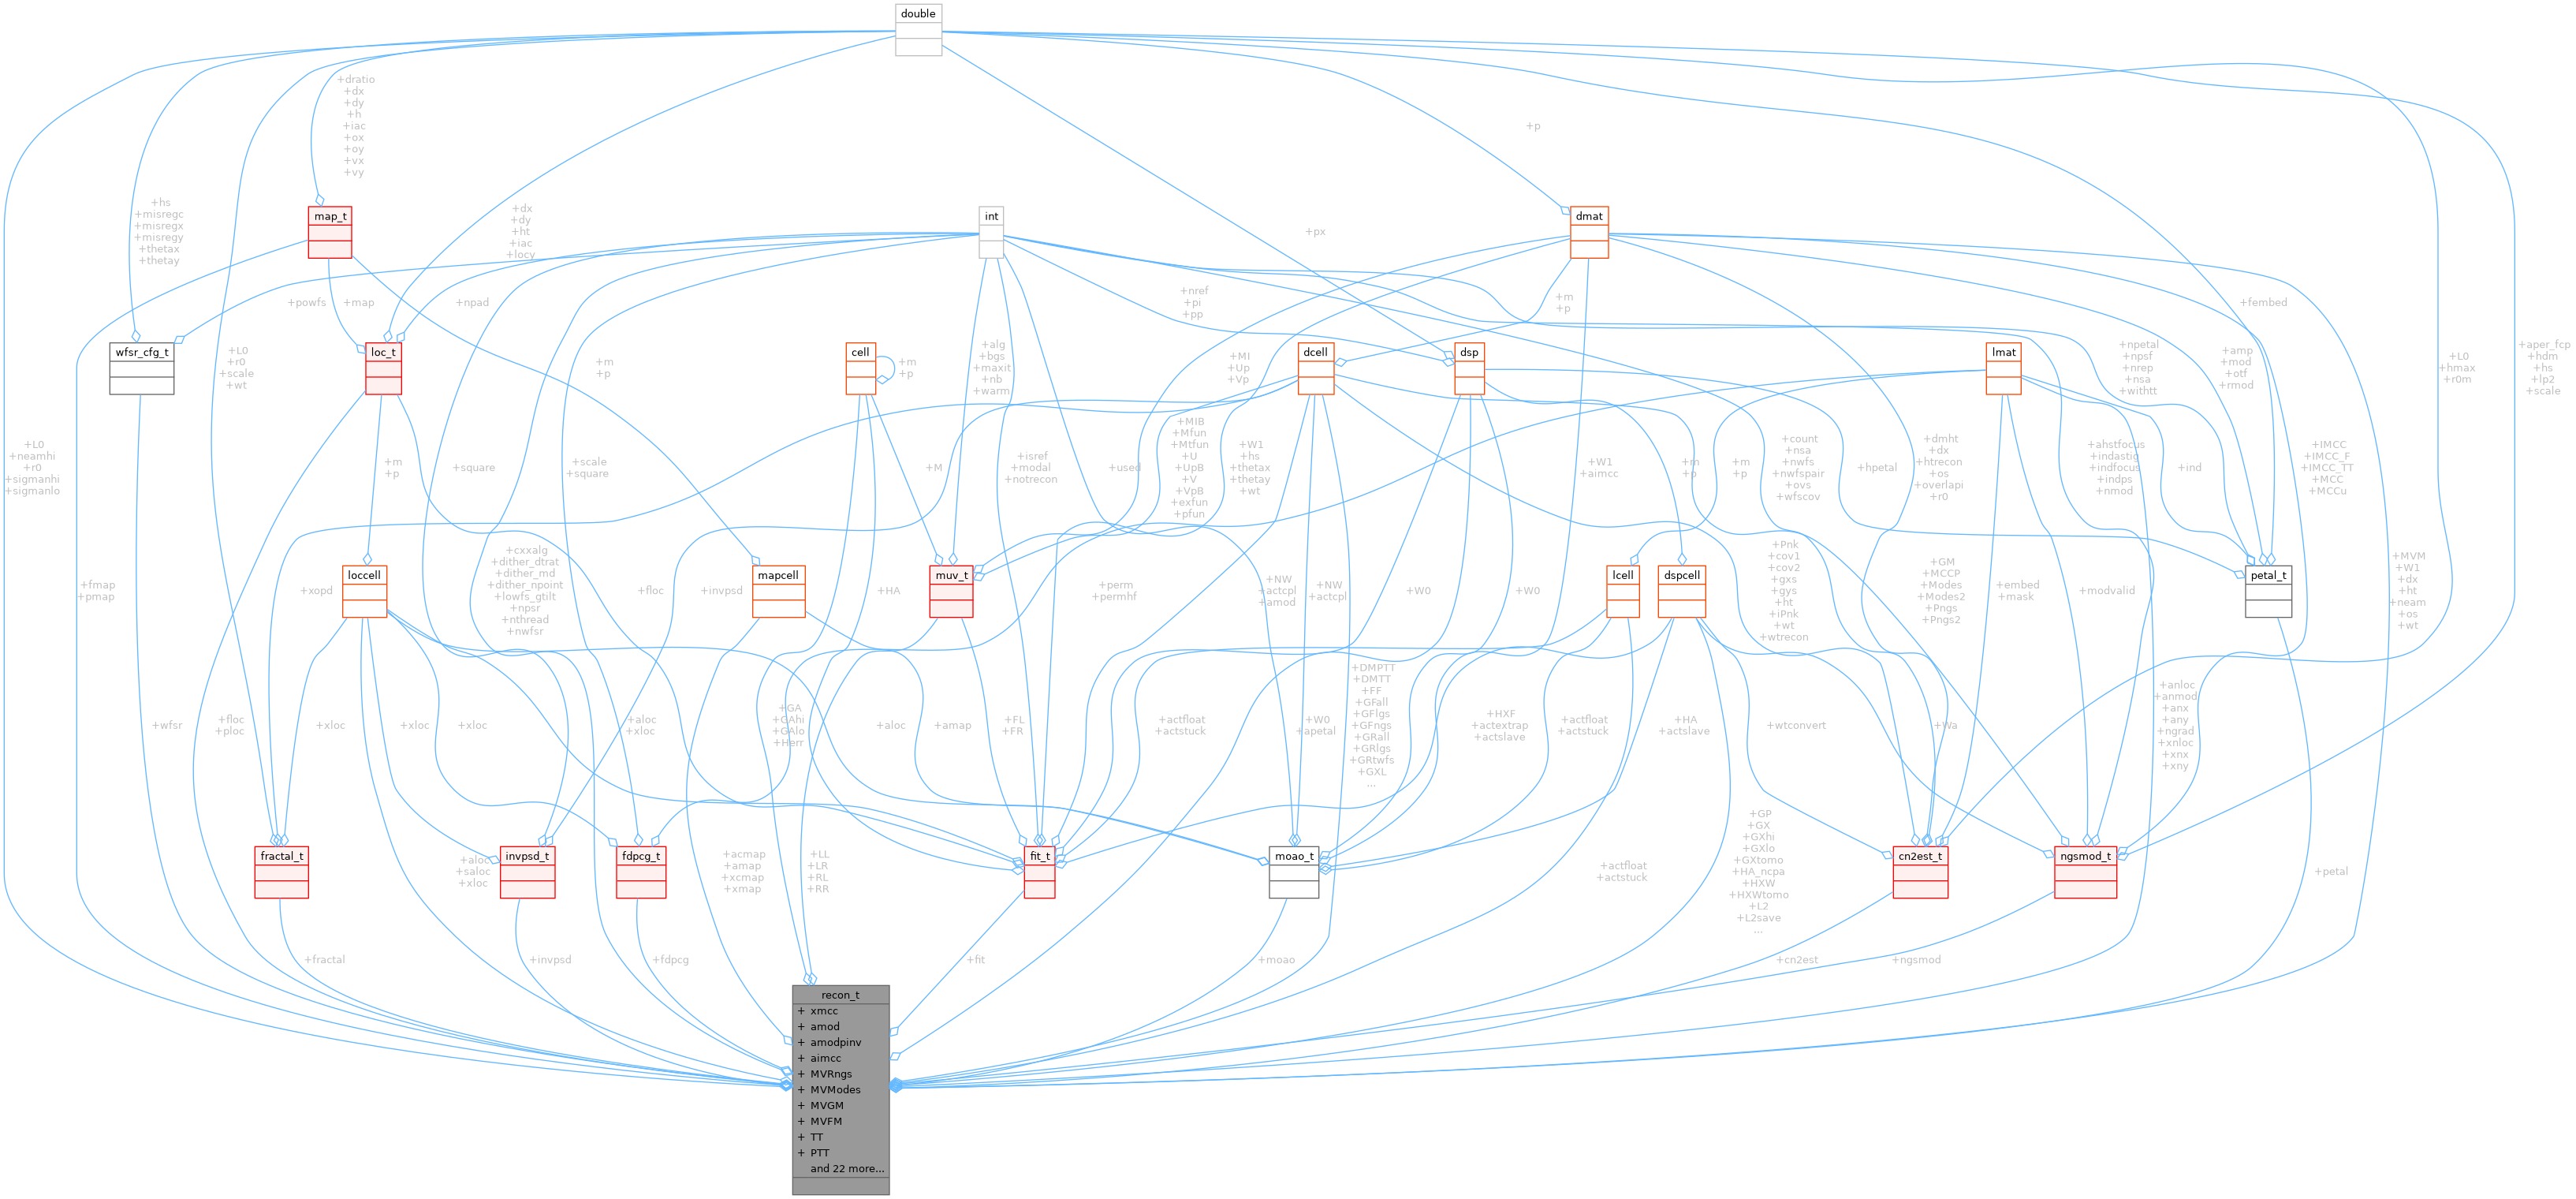 double
+dratio
+dx
+dy
+h
+iac
+ox
+oy
+vx
+vy
+p
+hs
+misregc
+misregx
+misregy
+thetax
+thetay
map_t
+dx
+dy
+ht
+iac
+locy
int
+px
dmat
+powfs
+map
+npad
+nref
+pi
+pp
+m
+p
+fembed
wfsr_cfg_t
+L0
+r0
+scale
+wt
loc_t
+m
+p
cell
+m
+p
+alg
+bgs
+maxit
+nb
+warm
+MI
+Up
+Vp
dcell
dsp
lmat
+npetal
+npsf
+nrep
+nsa
+withtt
+amp
+mod
+otf
+rmod
+L0
+hmax
+r0m
+aper_fcp
+hdm
+hs
+lp2
+scale
+L0
+neamhi
+r0
+sigmanhi
+sigmanlo
+m
+p
+square
+scale
+square
+M
+isref
+modal
+notrecon
+used
+MIB
+Mfun
+Mtfun
+U
+UpB
+V
+VpB
+exfun
+pfun
+W1
+hs
+thetax
+thetay
+wt
+W1
+aimcc
+m
+p
+m
+p
+count
+nsa
+nwfs
+nwfspair
+ovs
+wfscov
+hpetal
+dmht
+dx
+htrecon
+os
+overlapi
+r0
+ahstfocus
+indastig
+indfocus
+indps
+nmod
+ind
+IMCC
+IMCC_F
+IMCC_TT
+MCC
+MCCu
+fmap
+pmap
+xopd
loccell
+cxxalg
+dither_dtrat
+dither_md
+dither_npoint
+lowfs_gtilt
+npsr
+nthread
+nwfsr
+floc
+invpsd
mapcell
+HA
muv_t
+perm
+permhf
+NW
+actcpl
+amod
+NW
+actcpl
+W0
+W0
lcell
dspcell
+Pnk
+cov1
+cov2
+gxs
+gys
+ht
+iPnk
+wt
+wtrecon
+GM
+MCCP
+Modes
+Modes2
+Pngs
+Pngs2
+embed
+mask
+modvalid
petal_t
+MVM
+W1
+dx
+ht
+neam
+os
+wt
+wfsr
+floc
+ploc
+xloc
+xloc
+xloc
+aloc
+xloc
+GA
+GAhi
+GAlo
+Herr
+aloc
+amap
+FL
+FR
+actfloat
+actstuck
+W0
+apetal
+DMPTT
+DMTT
+FF
+GFall
+GFlgs
+GFngs
+GRall
+GRlgs
+GRtwfs
+GXL
...
+HXF
+actextrap
+actslave
+actfloat
+actstuck
+HA
+actslave
+wtconvert
+Wa
+anloc
+anmod
+anx
+any
+ngrad
+xnloc
+xnx
+xny
fractal_t
+aloc
+saloc
+xloc
invpsd_t
fdpcg_t
+acmap
+amap
+xcmap
+xmap
+LL
+LR
+RL
+RR
fit_t
moao_t
+actfloat
+actstuck
+GP
+GX
+GXhi
+GXlo
+GXtomo
+HA_ncpa
+HXW
+HXWtomo
+L2
+L2save
...
cn2est_t
ngsmod_t
+petal
+fractal
+invpsd
+fdpcg
+fit
+moao
+cn2est
+ngsmod
recon_t
+ xmcc
+ amod
+ amodpinv
+ aimcc
+ MVRngs
+ MVModes
+ MVGM
+ MVFM
+ TT
+ PTT
and 22 more...